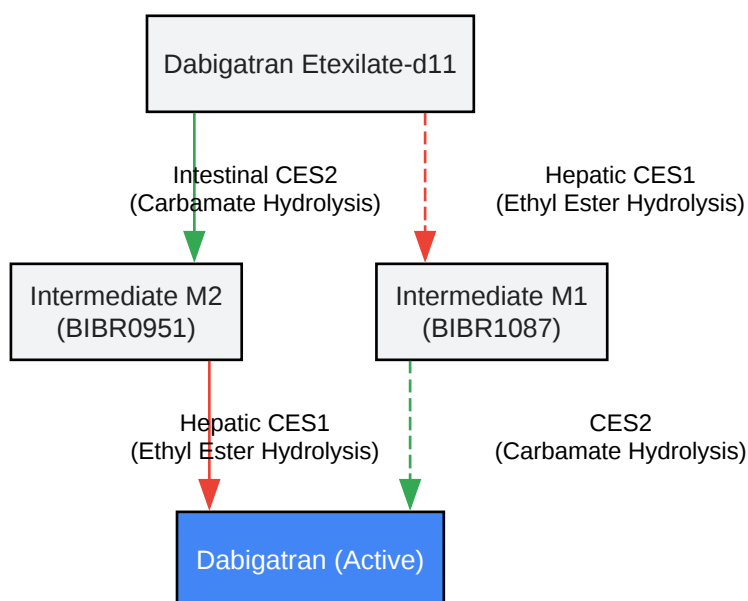 Dabigatran Etexilate-d11
Intestinal CES2
(Carbamate Hydrolysis)
Hepatic CES1
(Ethyl Ester Hydrolysis)
Intermediate M2
(BIBR0951)
Intermediate M1
(BIBR1087)
Hepatic CES1
(Ethyl Ester Hydrolysis)
CES2
(Carbamate Hydrolysis)
Dabigatran (Active)